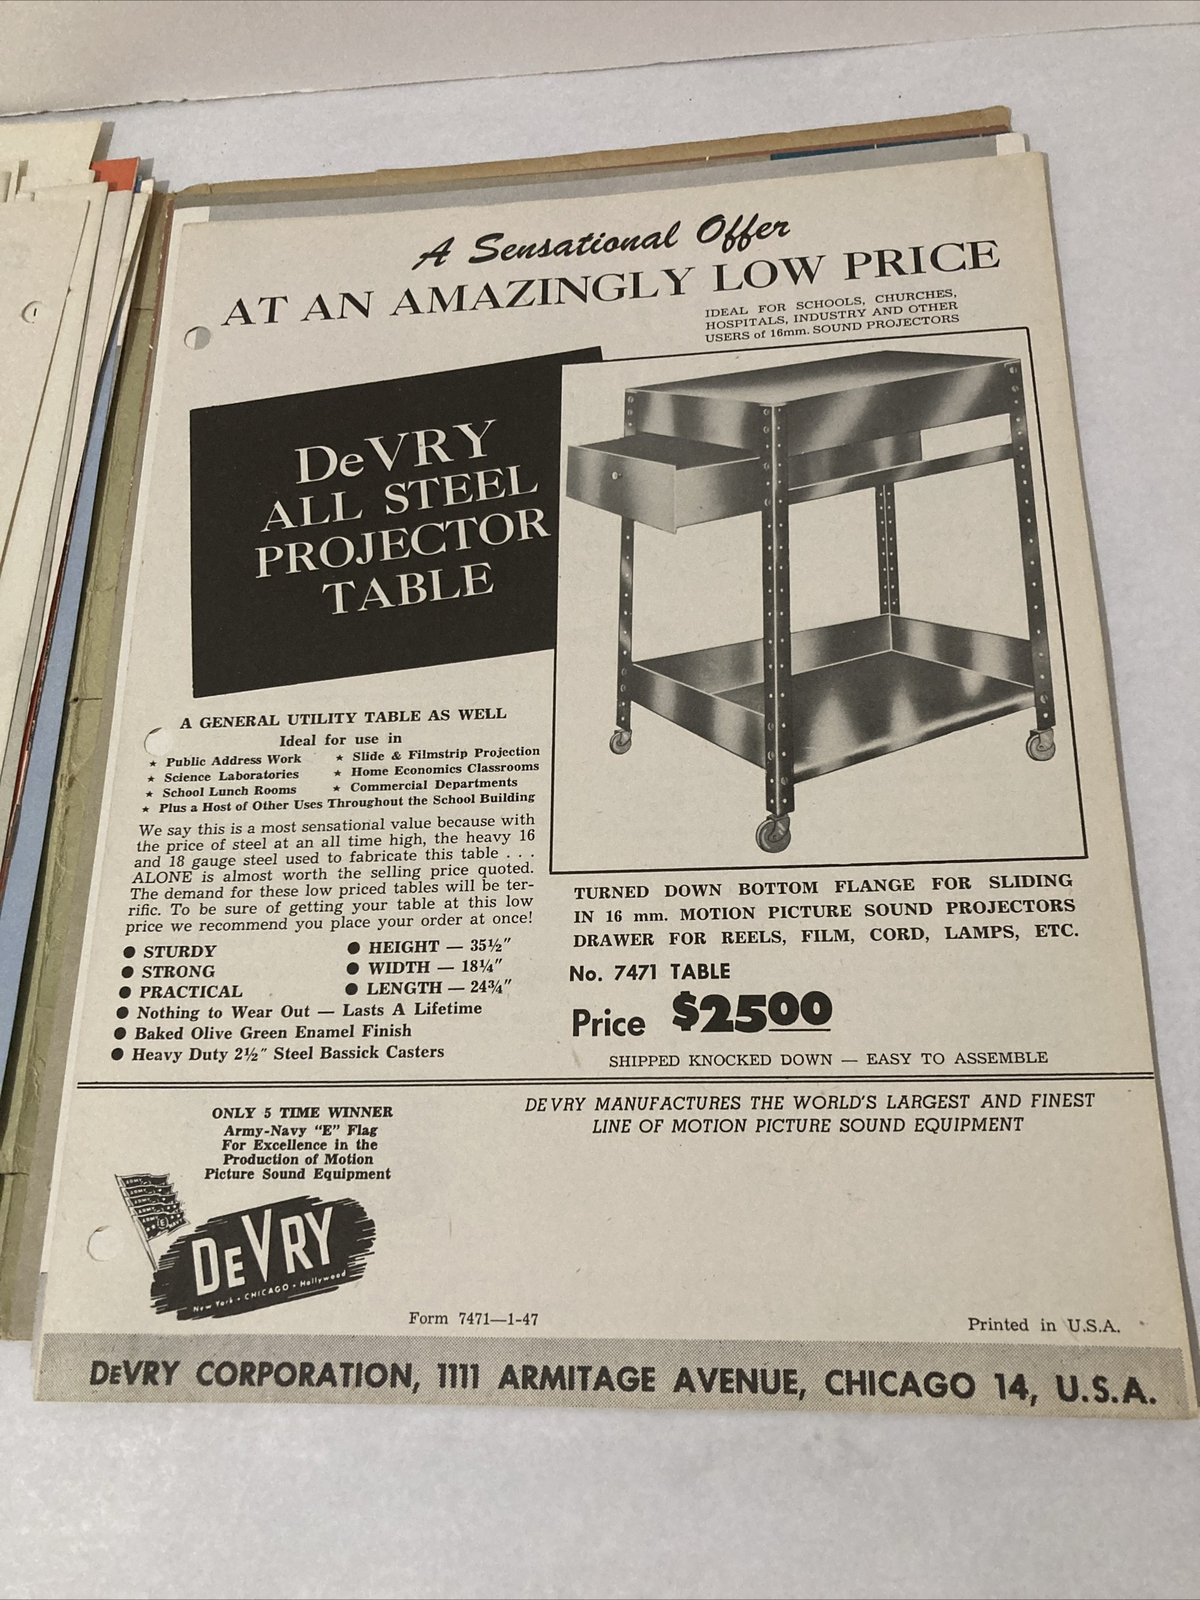 A Sensational Offer
AT AN AMAZINGLY LOW PRICE
IDEAL FOR SCHOOLS, CHURCHES,
HOSPITALS, INDUSTRY AND OTHER
USERS of 16mm. SOUND PROJECTORS
DeVRY
ALL STEEL
PROJECTOR
TABLE
A GENERAL UTILITY TABLE AS WELL
Ideal for use in
★ Public Address Work ★ Slide & Filmstrip Projection
★ Science Laboratories ★ Home Economics Classrooms
★ School Lunch Rooms ★ Commercial Departments
★ Plus a Host of Other Uses Throughout the School Building
We say this is a most sensational value because with
the price of steel at an all time high, the heavy 16
and 18 gauge steel used to fabricate this table . . .
ALONE is almost worth the selling price quoted.
The demand for these low priced tables will be ter-
rific. To be sure of getting your table at this low
price we recommend you place your order at once!
● STURDY ● HEIGHT — 35½"
● STRONG ● WIDTH — 18¼"
● PRACTICAL ● LENGTH — 24¾"
● Nothing to Wear Out — Lasts A Lifetime
● Baked Olive Green Enamel Finish
● Heavy Duty 2½" Steel Bassick Casters
TURNED DOWN BOTTOM FLANGE FOR SLIDING
IN 16 mm. MOTION PICTURE SOUND PROJECTORS
DRAWER FOR REELS, FILM, CORD, LAMPS, ETC.
No. 7471 TABLE
Price $2500
SHIPPED KNOCKED DOWN — EASY TO ASSEMBLE
ONLY 5 TIME WINNER
Army-Navy "E" Flag
For Excellence in the
Production of Motion
Picture Sound Equipment
DEVRY MANUFACTURES THE WORLD'S LARGEST AND FINEST
LINE OF MOTION PICTURE SOUND EQUIPMENT
DEVRY
New York • CHICAGO • Hollywood
Form 7471—1-47
Printed in U.S.A.
DEVRY CORPORATION, 1111 ARMITAGE AVENUE, CHICAGO 14, U.S.A.